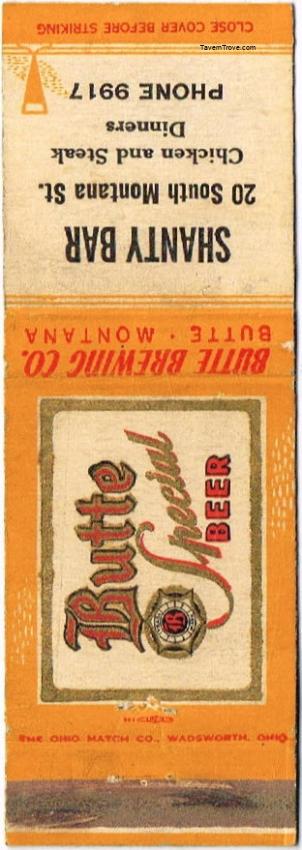 CLOSE COVER BEFORE STRIKING
TavernTrove.com
SHANTY BAR
20 South Montana St.
Chicken and Steak
Dinners
PHONE 9917
BUTTE BREWING CO.
BUTTE • MONTANA
Butte
Special
BEER
B
THE OHIO MATCH CO., WADSWORTH, OHIO